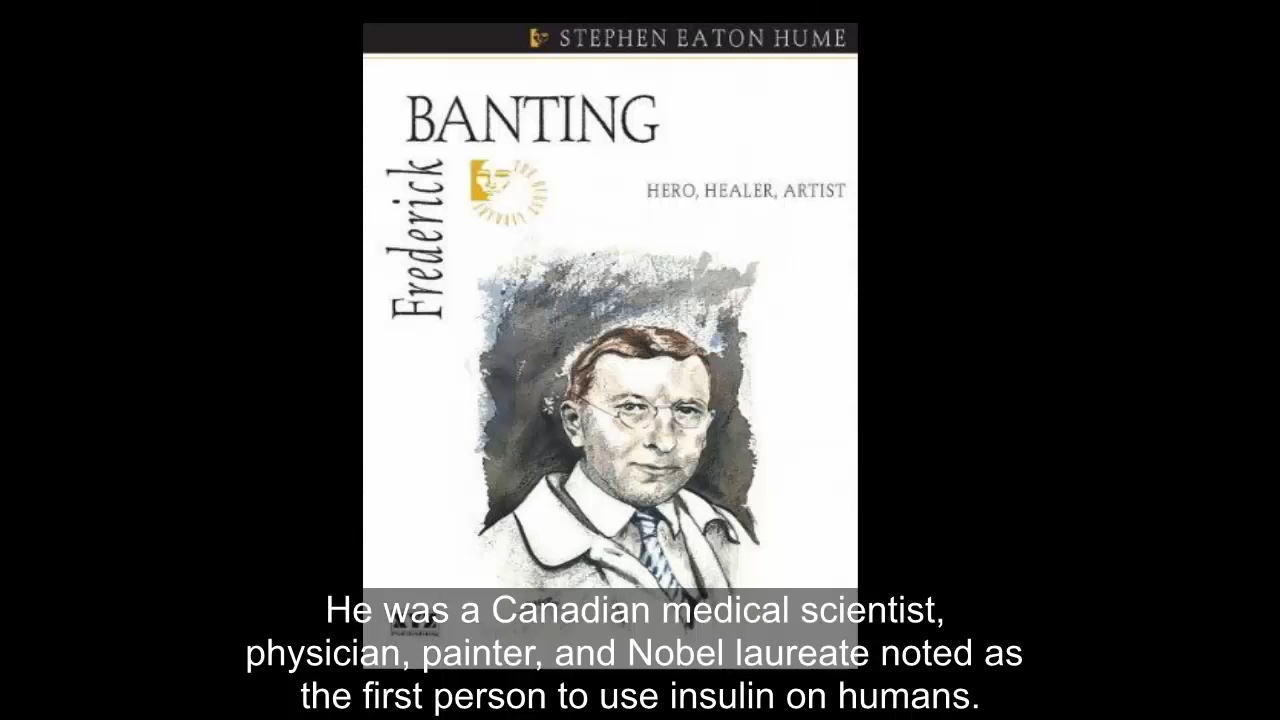 STEPHEN EATON HUME
BANTING
Frederick
HERO, HEALER, ARTIST
He was a Canadian medical scientist,
physician, painter, and Nobel laureate noted as
the first person to use insulin on humans.